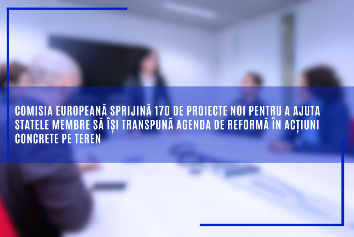 COMISIA EUROPEANĂ SPRIJINĂ 170 DE PROIECTE NOI PENTRU A AJUTA
STATELE MEMBRE SĂ ÎȘI TRANSPUNĂ AGENDA DE REFORMĂ ÎN ACȚIUNI
CONCRETE PE TEREN